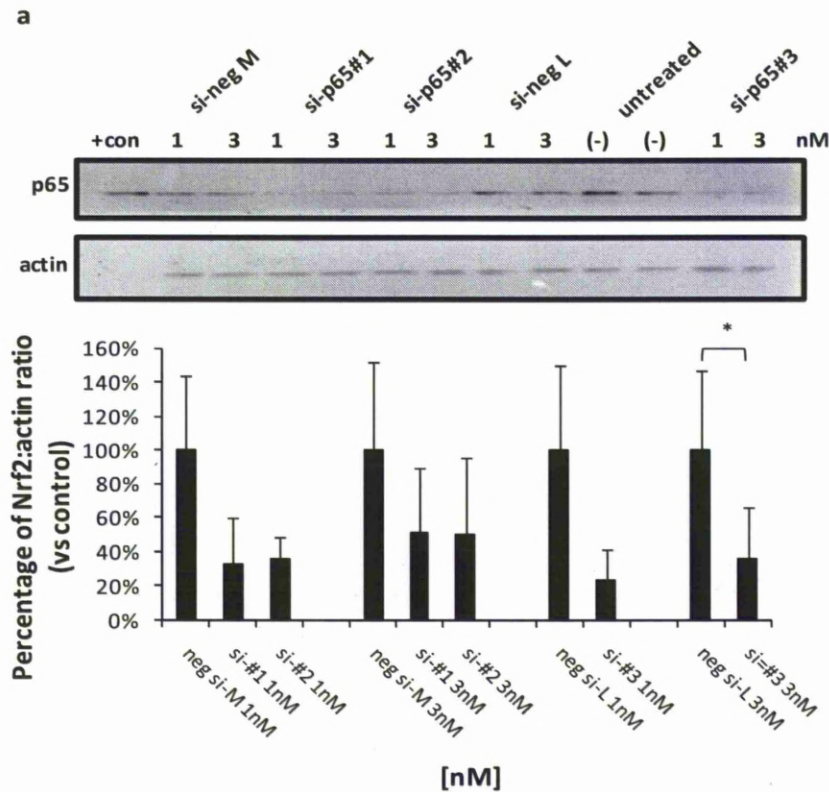 a
si-neg M si-p65#1 si-p65#2 si-neg L untreated si-p65#3
+con 1 3 1 3 1 3 1 3 (-) (-) 1 3 nM
p65
actin
*
160%
140%
120%
100%
80%
60%
40%
20%
0%
Percentage of Nrf2:actin ratio
(vs control)
neg si-M 1nM si-#1 1nM si-#2 1nM neg si-M 3nM si-#1 3nM si-#2 3nM neg si-L 1nM si-#3 1nM neg si-L 3nM si=#3 3nM
[nM]